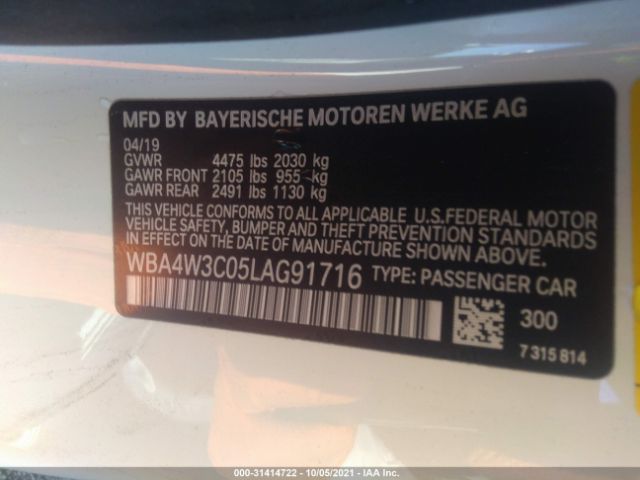 MFD BY BAYERISCHE MOTOREN WERKE AG
04/19
GVWR 4475 lbs 2030 kg
GAWR FRONT 2105 lbs 955 kg
GAWR REAR 2491 lbs 1130 kg
THIS VEHICLE CONFORMS TO ALL APPLICABLE U.S.FEDERAL MOTOR
VEHICLE SAFETY, BUMPER AND THEFT PREVENTION STANDARDS
IN EFFECT ON THE DATE OF MANUFACTURE SHOWN ABOVE.
WBA4W3C05LAG91716 TYPE: PASSENGER CAR
300
7 315 814
000-31414722 - 10/05/2021 - IAA Inc.